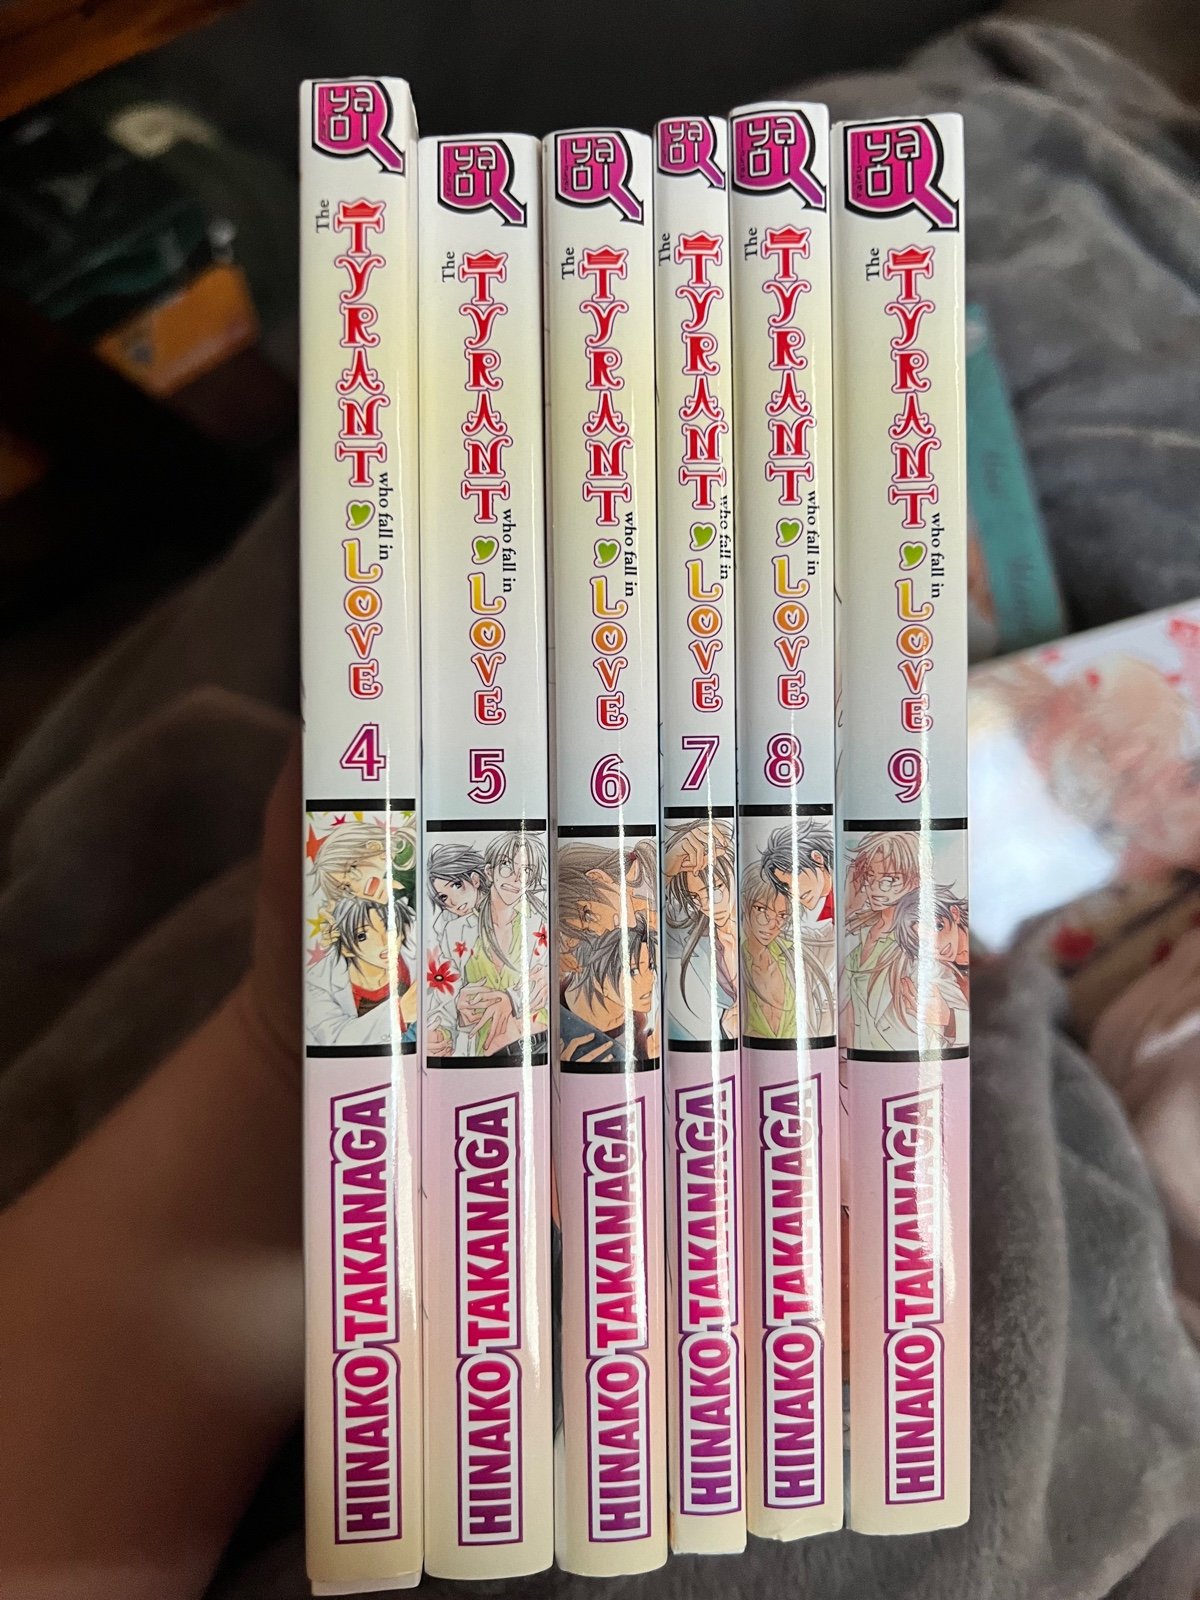 yaoi
The TYRANT who fall in LOVE 4
HINAKO TAKANAGA
yaoi
The TYRANT who fall in LOVE 5
HINAKO TAKANAGA
yaoi
The TYRANT who fall in LOVE 6
HINAKO TAKANAGA
yaoi
The TYRANT who fall in LOVE 7
HINAKO TAKANAGA
yaoi
The TYRANT who fall in LOVE 8
HINAKO TAKANAGA
yaoi
Taifu
The TYRANT who fall in LOVE 9
HINAKO TAKANAGA